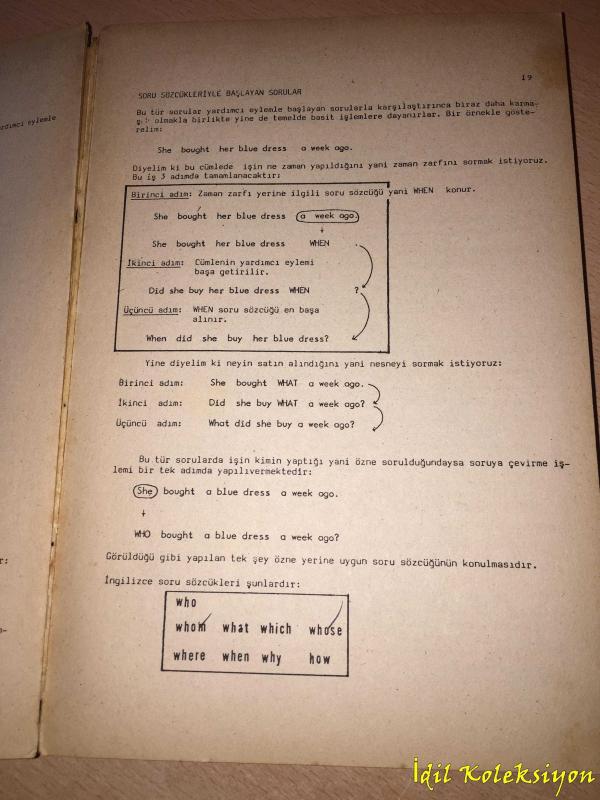 19
SORU SÖZCÜKLERİYLE BAŞLAYAN SORULAR
Bu tür sorular yardımcı eylemle başlayan sorularla karşılaştırınca biraz daha karma-
olmakla birlikte yine de temelde basit işlemlere dayanırlar. Bir örnekle göste-
relim:
She bought her blue dress a week ago.
Diyelim ki bu cümlede işin ne zaman yapıldığını yani zaman zarfını sormak istiyoruz.
Bu iş 3 adımda tamamlanacaktır:
Birinci adım: Zaman zarfı yerine ilgili soru sözcüğü yani WHEN konur.
She bought her blue dress a week ago.
She bought her blue dress WHEN .
İkinci adım: Cümlenin yardımcı eylemi
başa getirilir.
Did she buy her blue dress WHEN ?
Üçüncü adım: WHEN soru sözcüğü en başa
alınır.
When did she buy her blue dress?
Yine diyelim ki neyin satın alındığını yani nesneyi sormak istiyoruz:
Birinci adım: She bought WHAT a week ago.
İkinci adım: Did she buy WHAT a week ago?
Üçüncü adım: What did she buy a week ago?
Bu tür sorularda işin kimin yaptığı yani özne sorulduğundaysa soruya çevirme iş-
lemi bir tek adımda yapılıvermektedir:
She bought a blue dress a week ago.
WHO bought a blue dress a week ago?
Görüldüğü gibi yapılan tek şey özne yerine uygun soru sözcüğünün konulmasıdır.
İngilizce soru sözcükleri şunlardır:
who
whom what which whose
where when why how
eylemle
İdil Koleksiyon